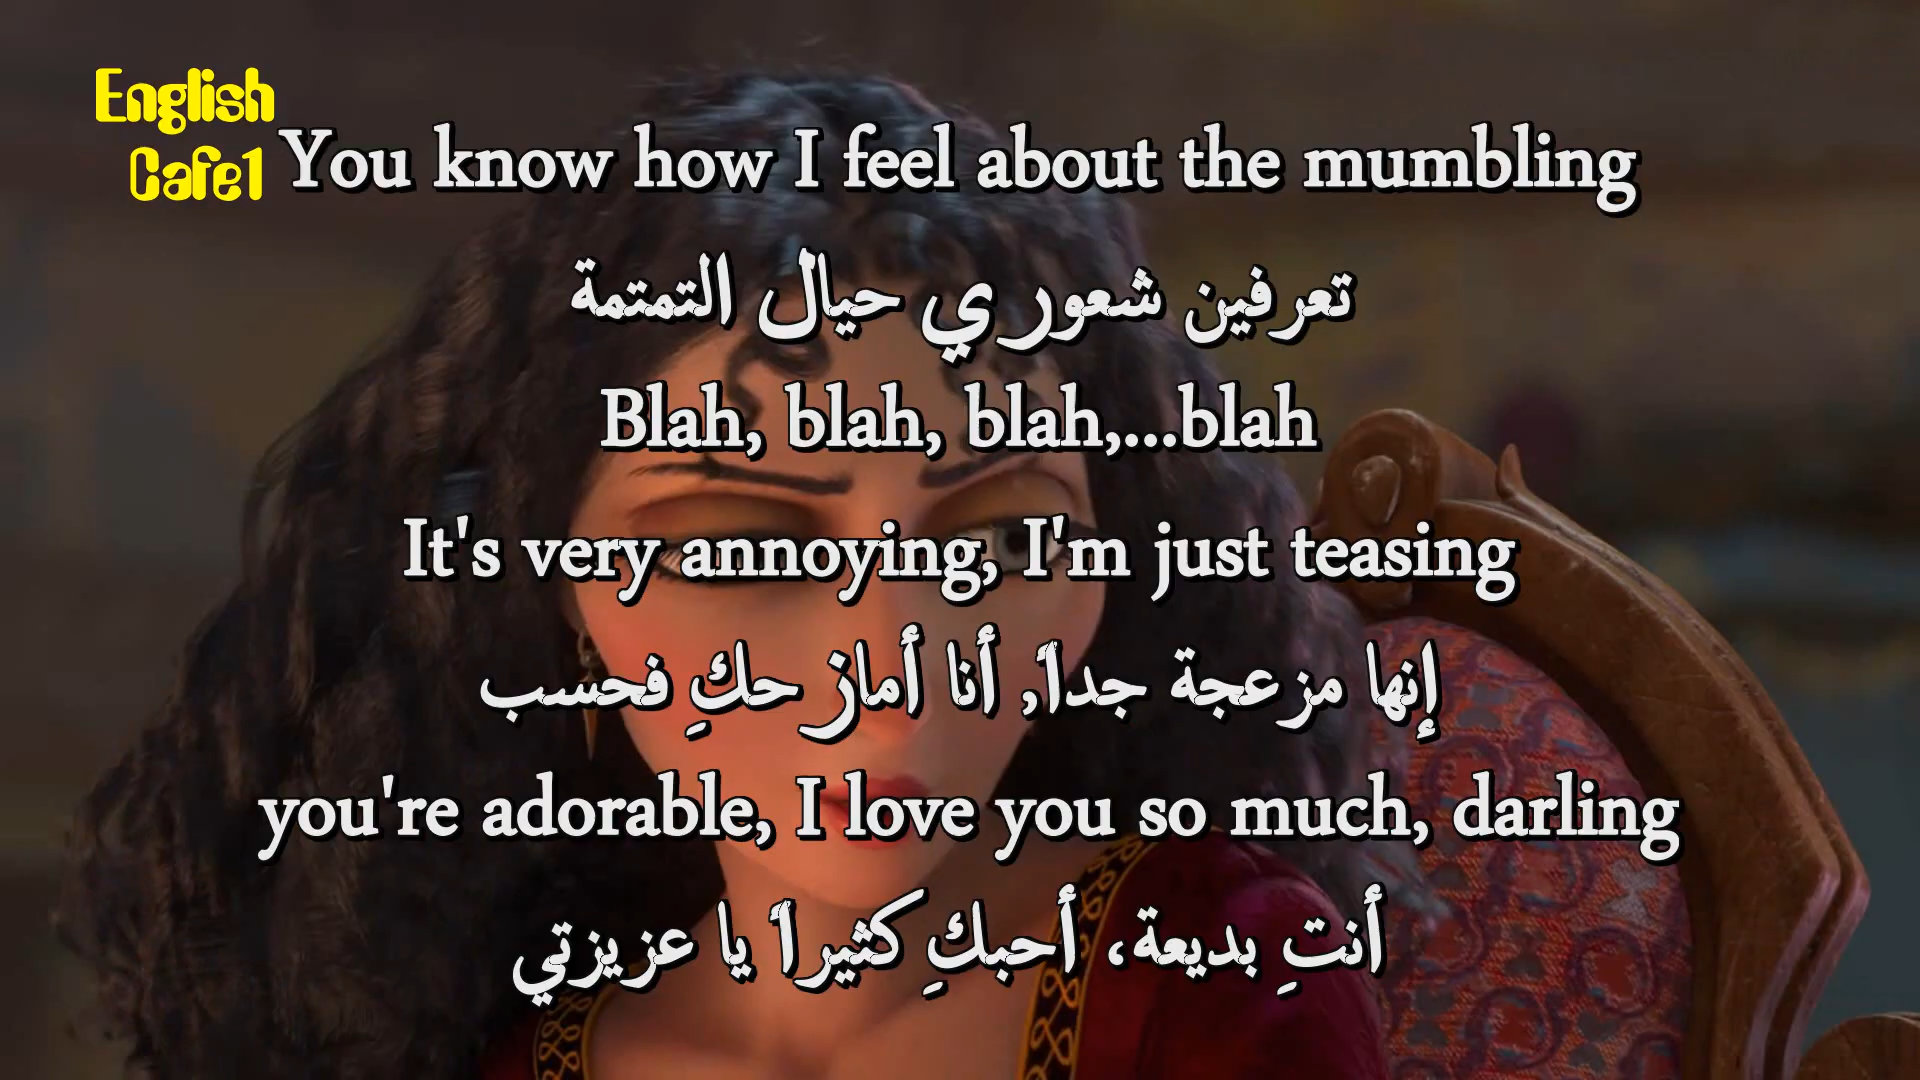 English
Cafe1
You know how I feel about the mumbling
تعرفين شعوري حيال التمتمة
Blah, blah, blah,...blah
It's very annoying, I'm just teasing
إنها مزعجة جداً, أنا أمازحكِ فحسب
you're adorable, I love you so much, darling
أنتِ بديعة، أحبكِ كثيراً يا عزيزتي